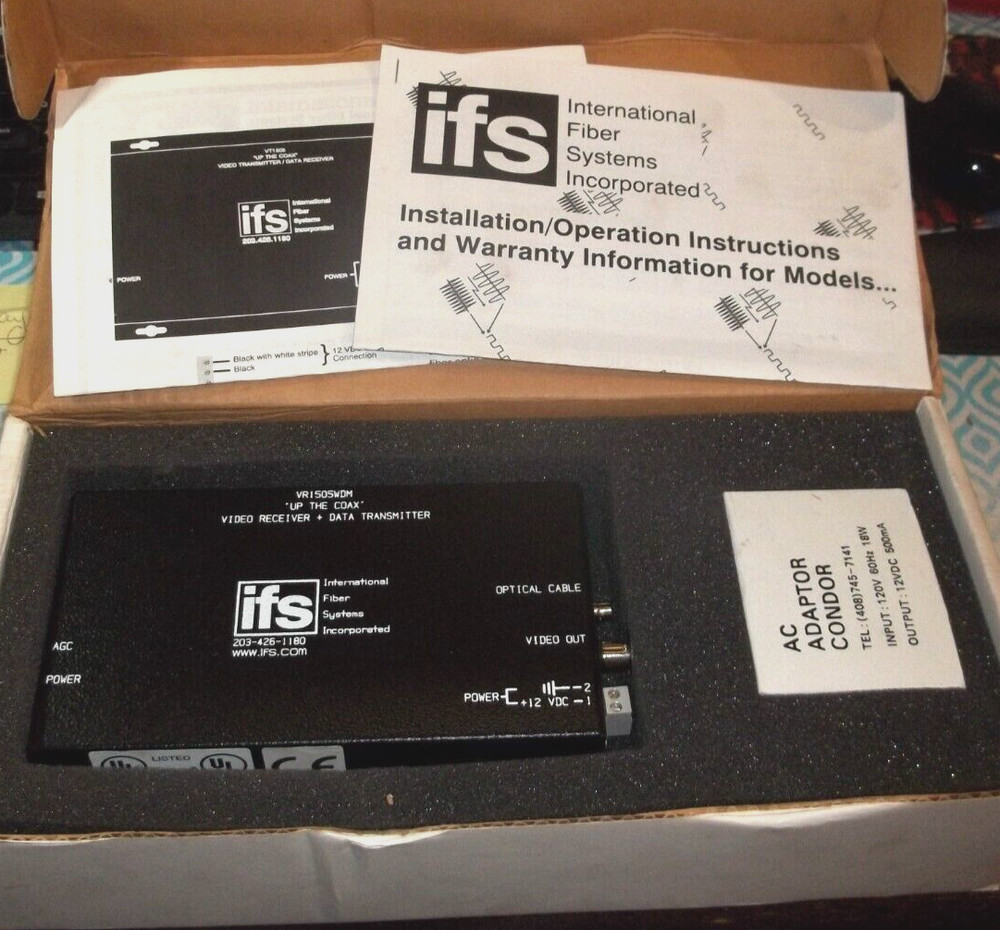 VT1505
"UP THE COAX"
VIDEO TRANSMITTER / DATA RECEIVER
ifs
International
Fiber
Systems
Incorporated
203.426.1180
POWER
POWER
Black with white stripe
Black
Connection
ifs
International
Fiber
Systems
Incorporated
Installation/Operation Instructions
and Warranty Information for Models...
VR1505WDM
"UP THE COAX"
VIDEO RECEIVER + DATA TRANSMITTER
ifs
International
Fiber
Systems
Incorporated
203-426-1180
www.ifs.com
AGC
POWER
OPTICAL CABLE
VIDEO OUT
POWER
2
+12 VDC
1
UL LISTED UL
CE
AC
ADAPTOR
CONDOR
TEL: (408)745-7141
INPUT: 120V 60Hz 18W
OUTPUT: 12VDC 500mA